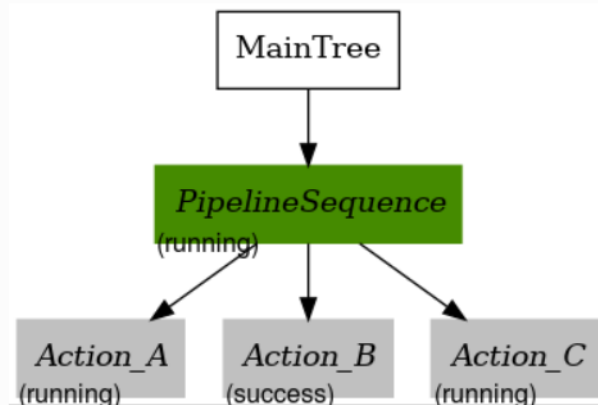 MainTree
PipelineSequence
(running)
Action_A
Action_B
Action_C
(running)
(success)
(running)